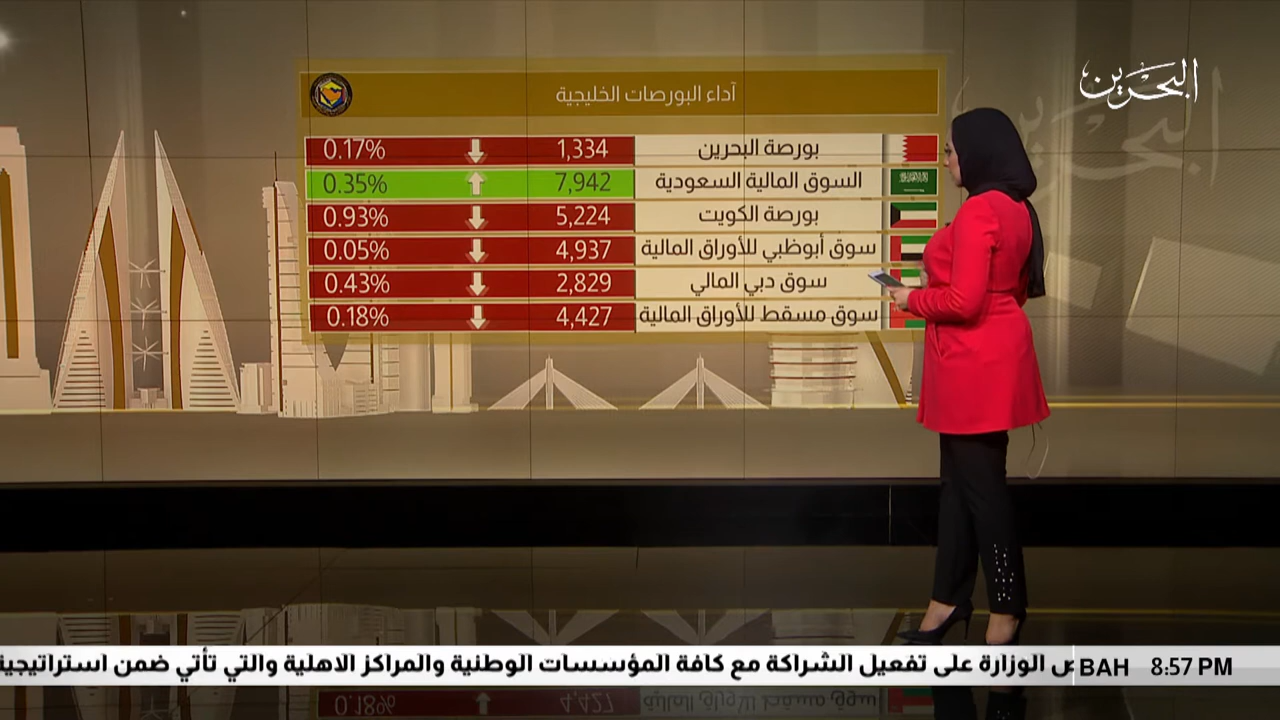 البحرين
أداء البورصات الخليجية
بورصة البحرين 1,334 0.17%
السوق المالية السعودية 7,942 0.35%
بورصة الكويت 5,224 0.93%
سوق أبوظبي للأوراق المالية 4,937 0.05%
سوق دبي المالي 2,829 0.43%
سوق مسقط للأوراق المالية 4,427 0.18%
الوزارة على تفعيل الشراكة مع كافة المؤسسات الوطنية والمراكز الاهلية والتي تأتي ضمن
BAH 8:57 PM